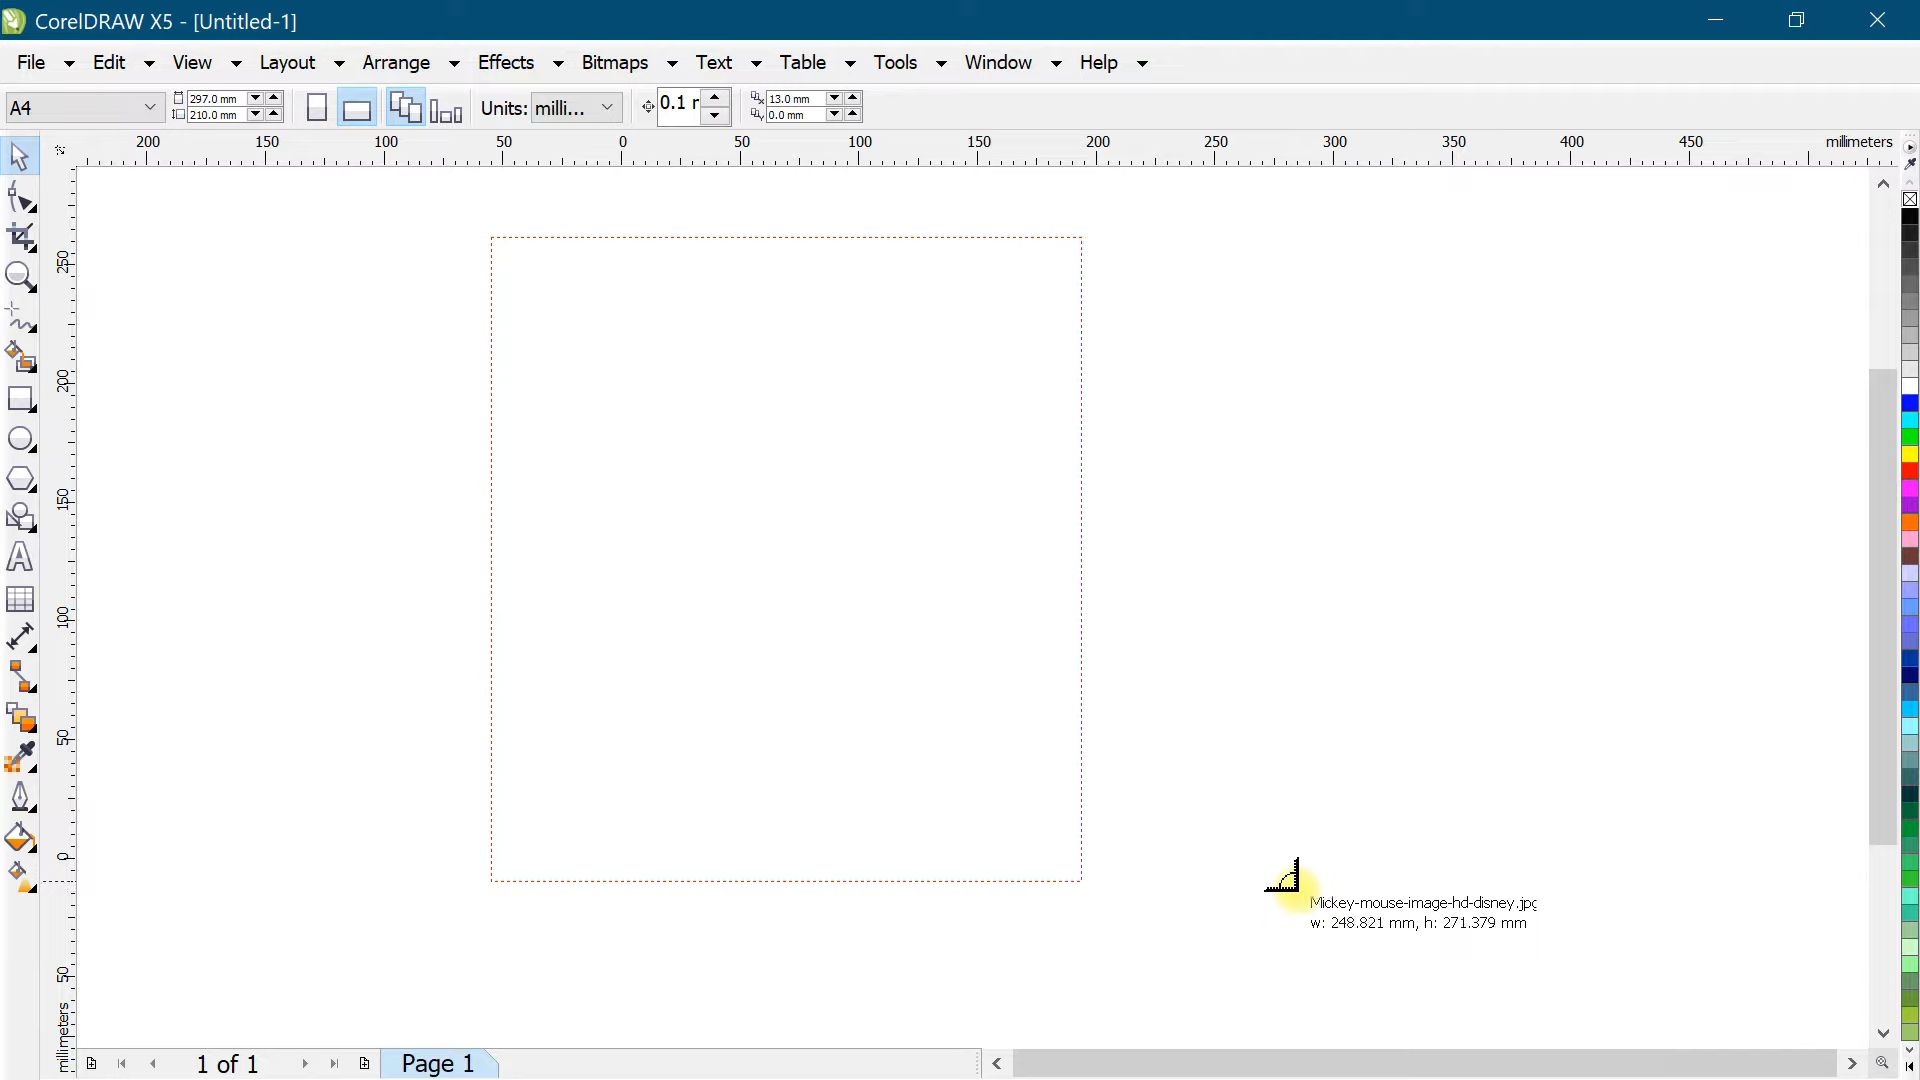 CorelDRAW X5 - [Untitled-1]
File Edit View Layout Arrange Effects Bitmaps Text Table Tools Window Help
A4 297.0 mm 210.0 mm Units: milli... 0.1 r 13.0 mm 0.0 mm
200 150 100 50 0 50 100 150 200 250 300 350 400 450 millimeters
250
200
150
100
50
0
50
millimeters
Mickey-mouse-image-hd-disney.jpg
w: 248.821 mm, h: 271.379 mm
1 of 1 Page 1